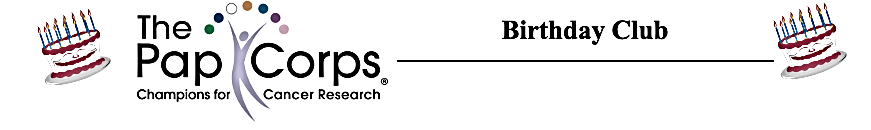 The
Pap Corps®
Champions for Cancer Research
Birthday Club